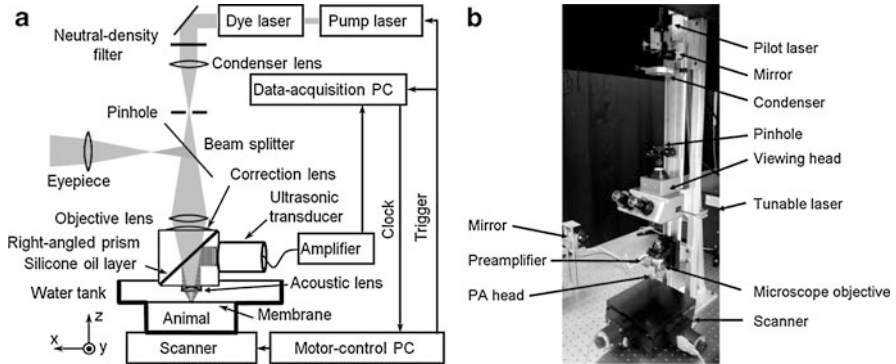 a
Dye laser
Pump laser
Neutral-density
filter
Condenser lens
Data-acquisition PC
Pinhole
Beam splitter
Eyepiece
Correction lens
Ultrasonic
transducer
Objective lens
Right-angled prism
Silicone oil layer
Amplifier
Clock
Trigger
Acoustic lens
Water tank
Membrane
Animal
z
x
y
Scanner
Motor-control PC
b
Pilot laser
Mirror
Condenser
Pinhole
Viewing head
Tunable laser
Mirror
Preamplifier
PA head
Microscope objective
Scanner